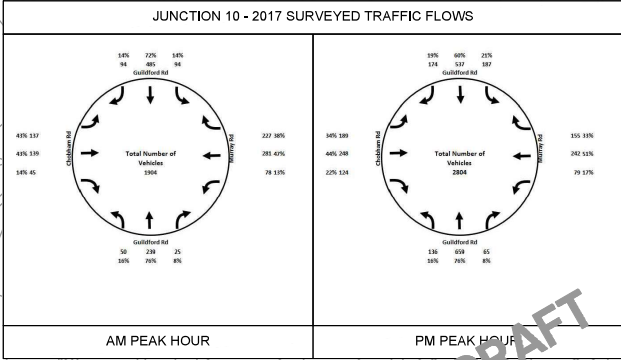 JUNCTION 10 - 2017 SURVEYED TRAFFIC FLOWS
14% 72% 14%
94 485 94
Guildford Rd
43% 137
43% 139
14% 45
Chobham Rd
Total Number of
Vehicles
1904
Murray Rd
227 38%
281 47%
78 13%
Guildford Rd
50 239 25
16% 76% 8%
AM PEAK HOUR
19% 60% 21%
174 537 187
Guildford Rd
34% 189
44% 248
22% 124
Chobham Rd
Total Number of
Vehicles
2804
Murray Rd
155 33%
242 51%
79 17%
Guildford Rd
136 659 65
16% 76% 8%
PM PEAK HOUR
DRAFT